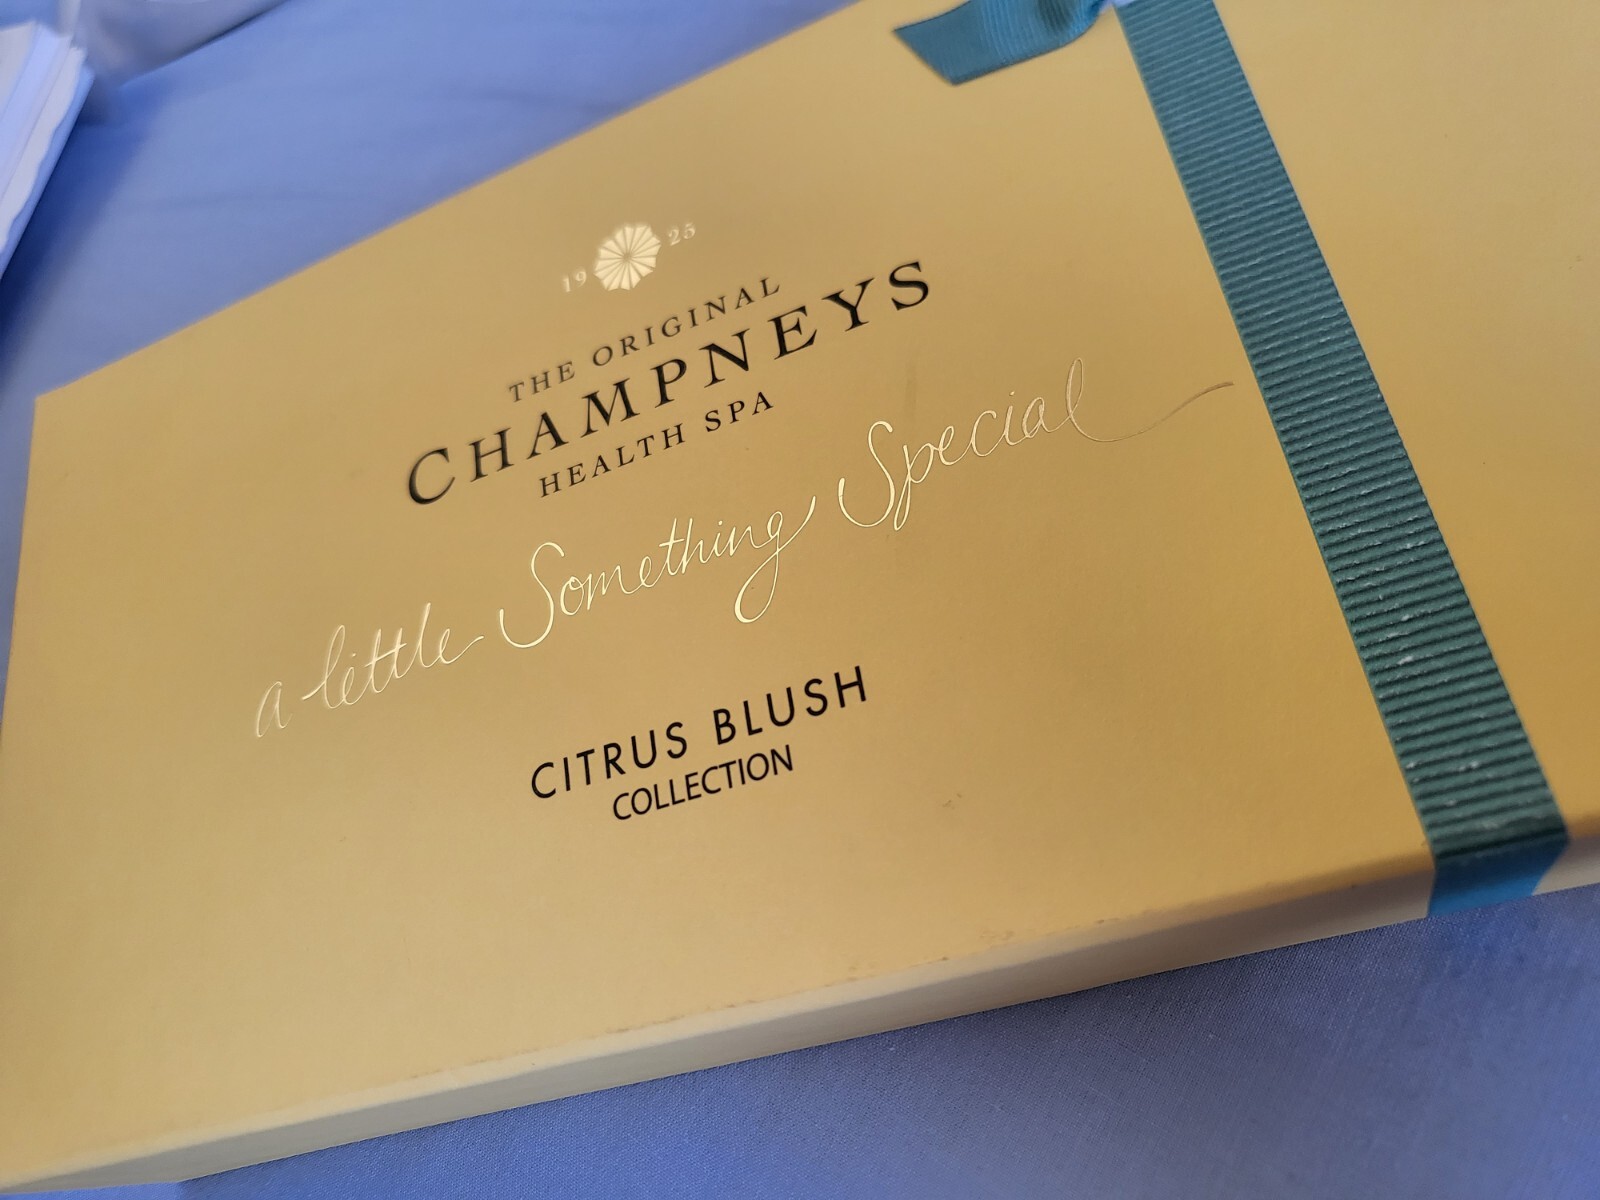 19 25
THE ORIGINAL
CHAMPNEYS
HEALTH SPA
a little Something Special
CITRUS BLUSH
COLLECTION